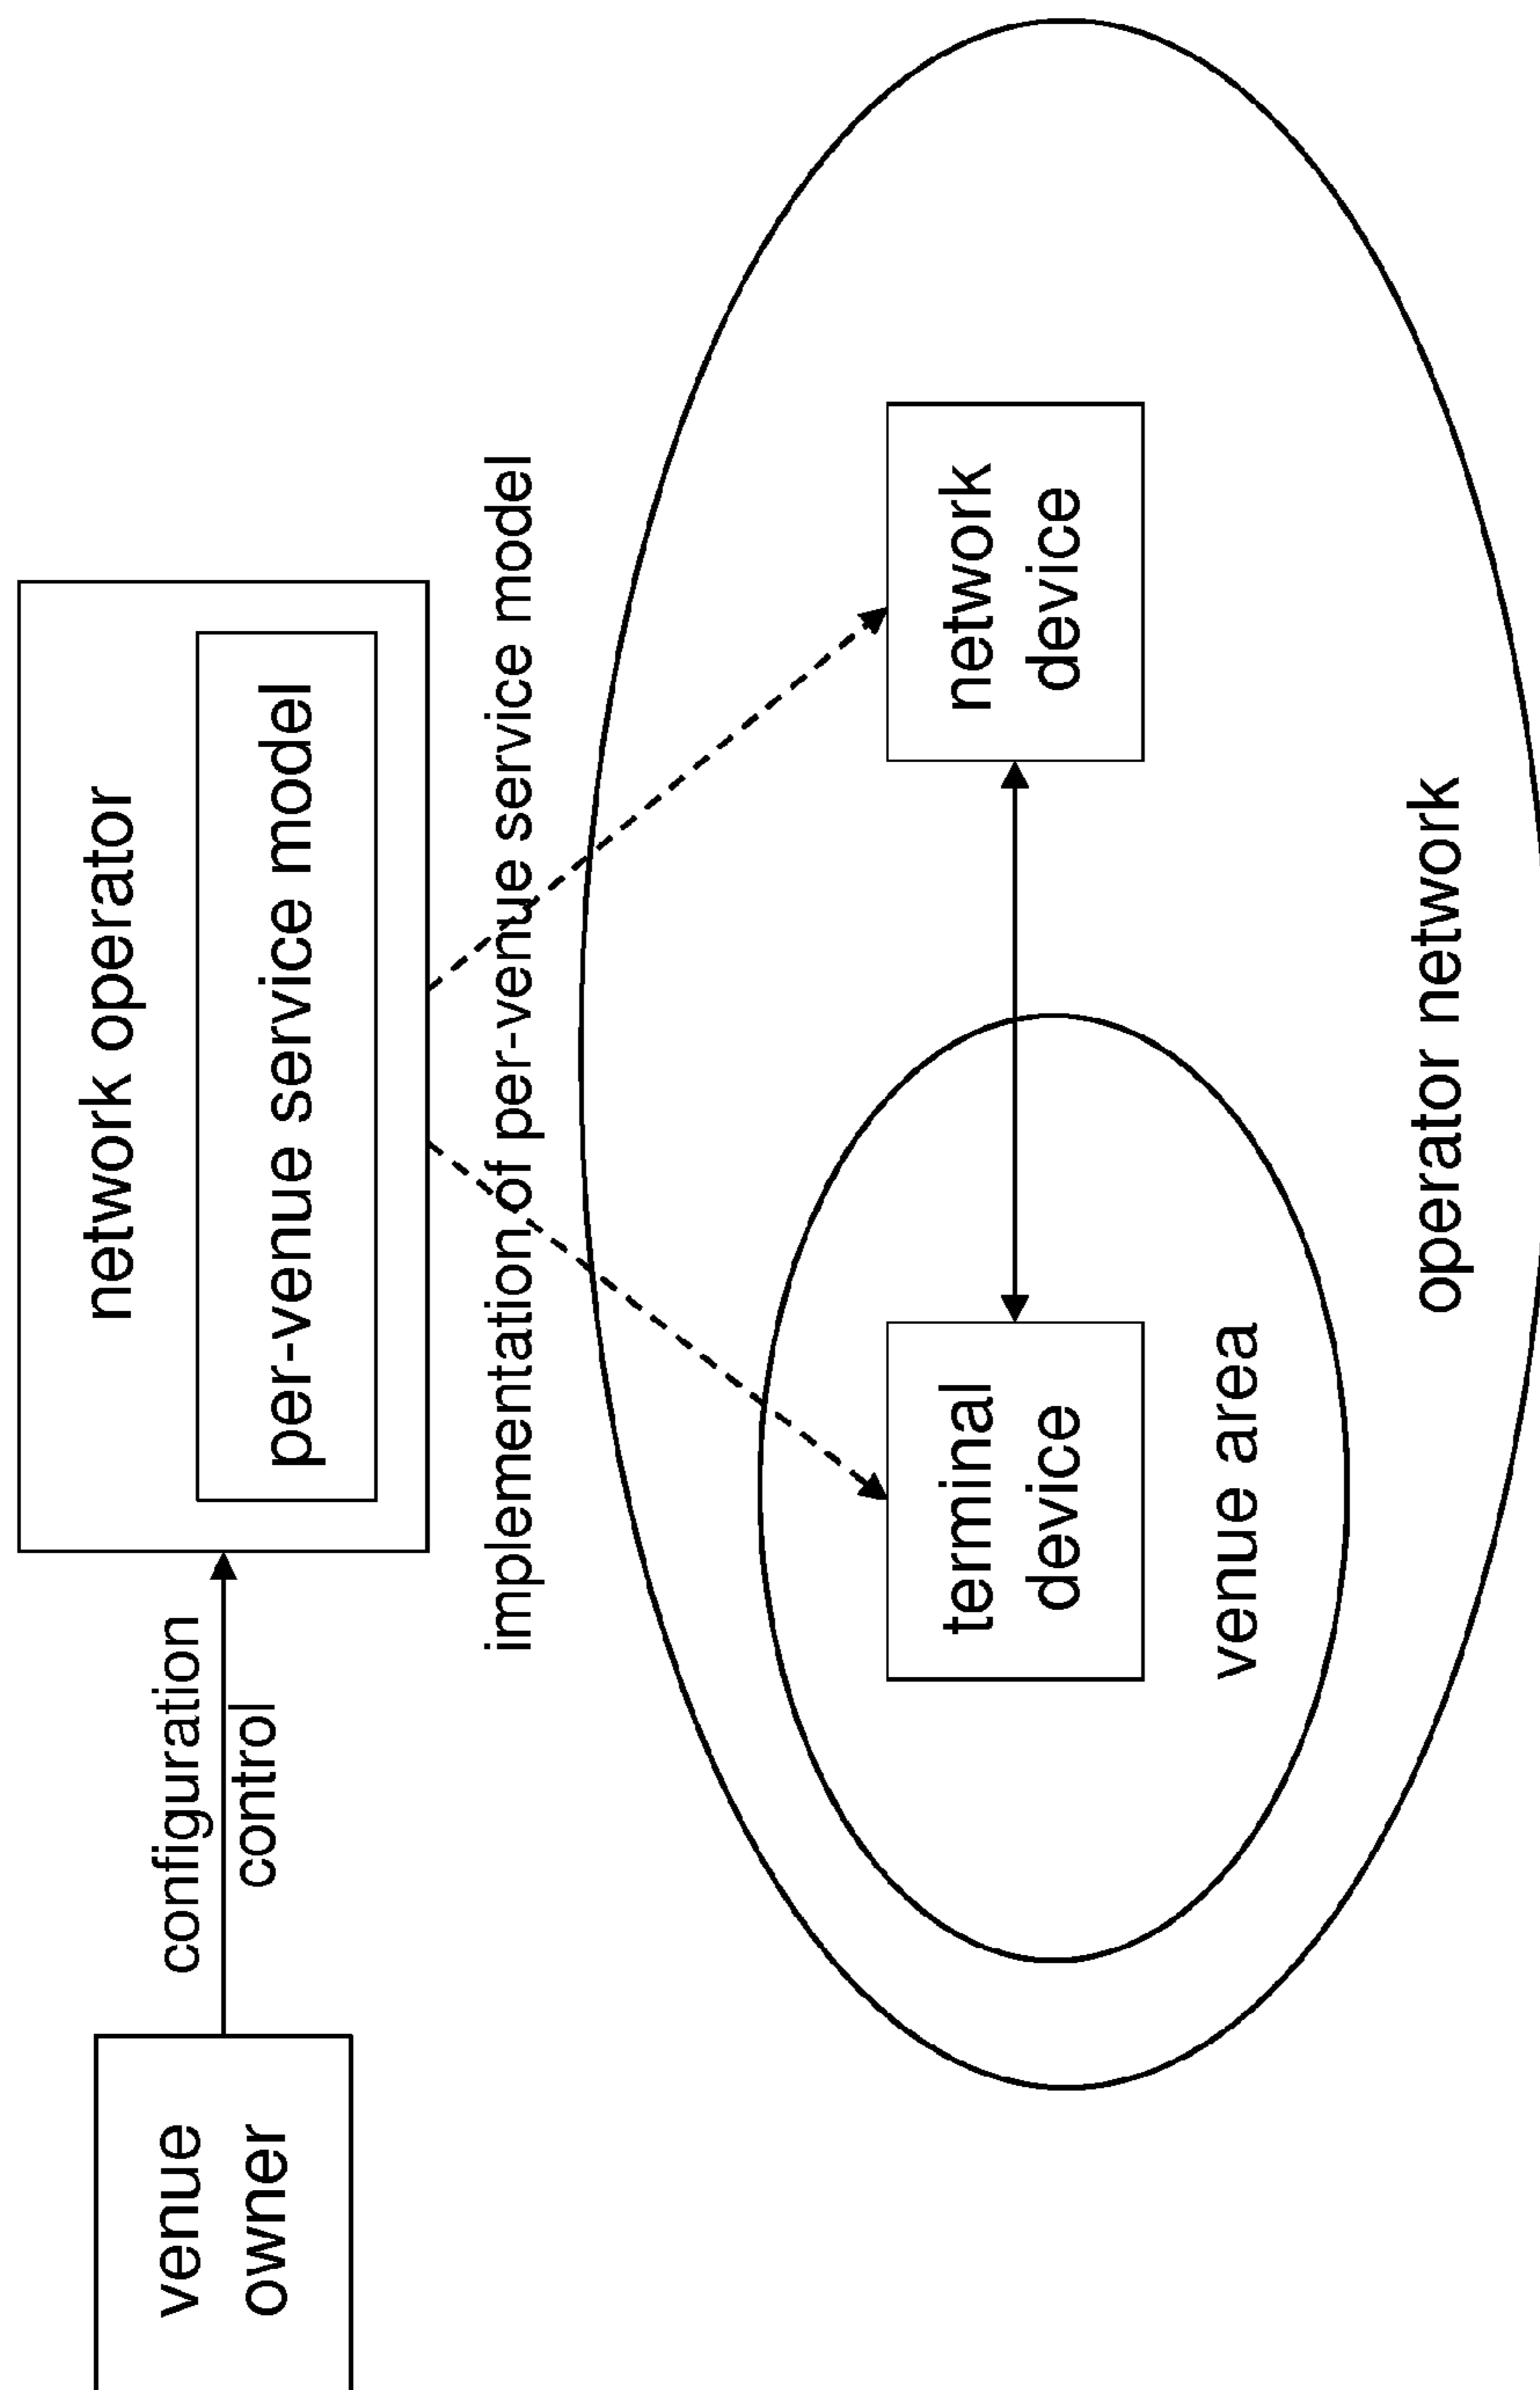 venue
owner
configuration
control
network operator
per-venue service model
implementation of per-venue service model
terminal
device
network
device
venue area
operator network